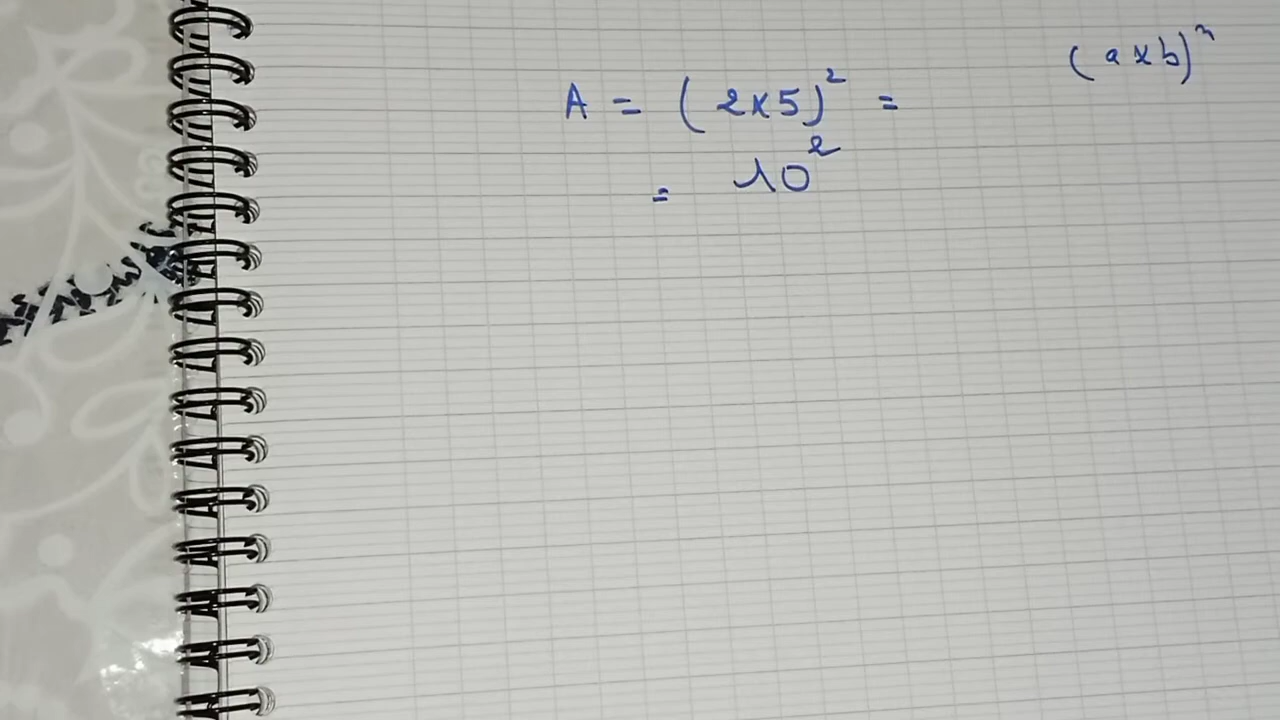 (a x b)ⁿ
A = (2x5)² =
= 10²